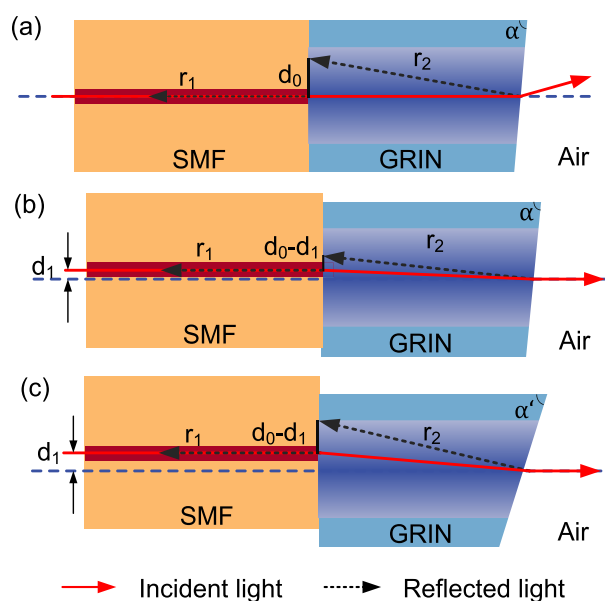 (a)
α
r₁
d₀
r₂
SMF
GRIN
Air
(b)
α
d₁
r₁
d₀-d₁
r₂
SMF
GRIN
Air
(c)
α'
d₁
r₁
d₀-d₁
r₂
SMF
GRIN
Air
Incident light
Reflected light